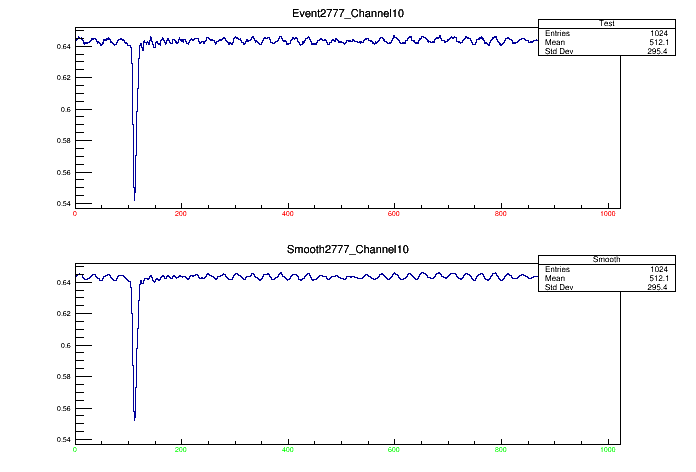 Event2777_Channel10
Test
Entries 1024
Mean 512.1
Std Dev 295.4
0.64
0.62
0.6
0.58
0.56
0.54
0 200 400 600 800 1000
Smooth2777_Channel10
Smooth
Entries 1024
Mean 512.1
Std Dev 295.4
0.64
0.62
0.6
0.58
0.56
0.54
0 200 400 600 800 1000